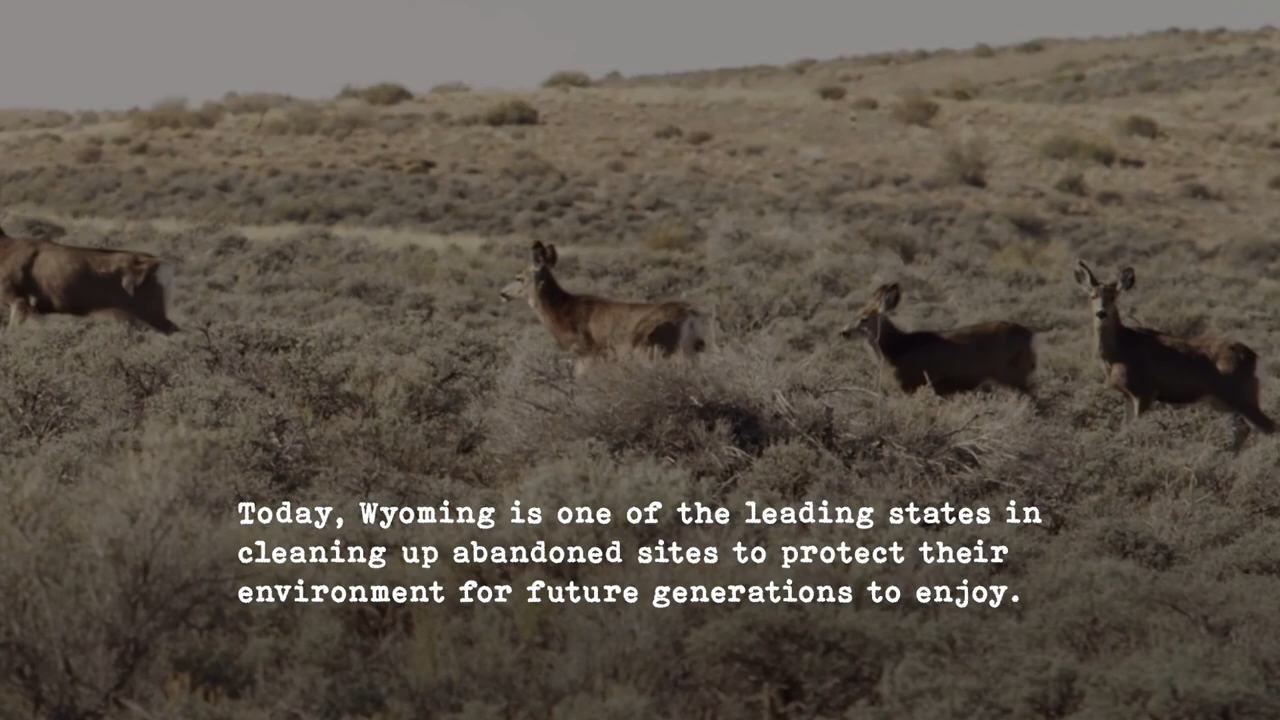 Today, Wyoming is one of the leading states in
cleaning up abandoned sites to protect their
environment for future generations to enjoy.